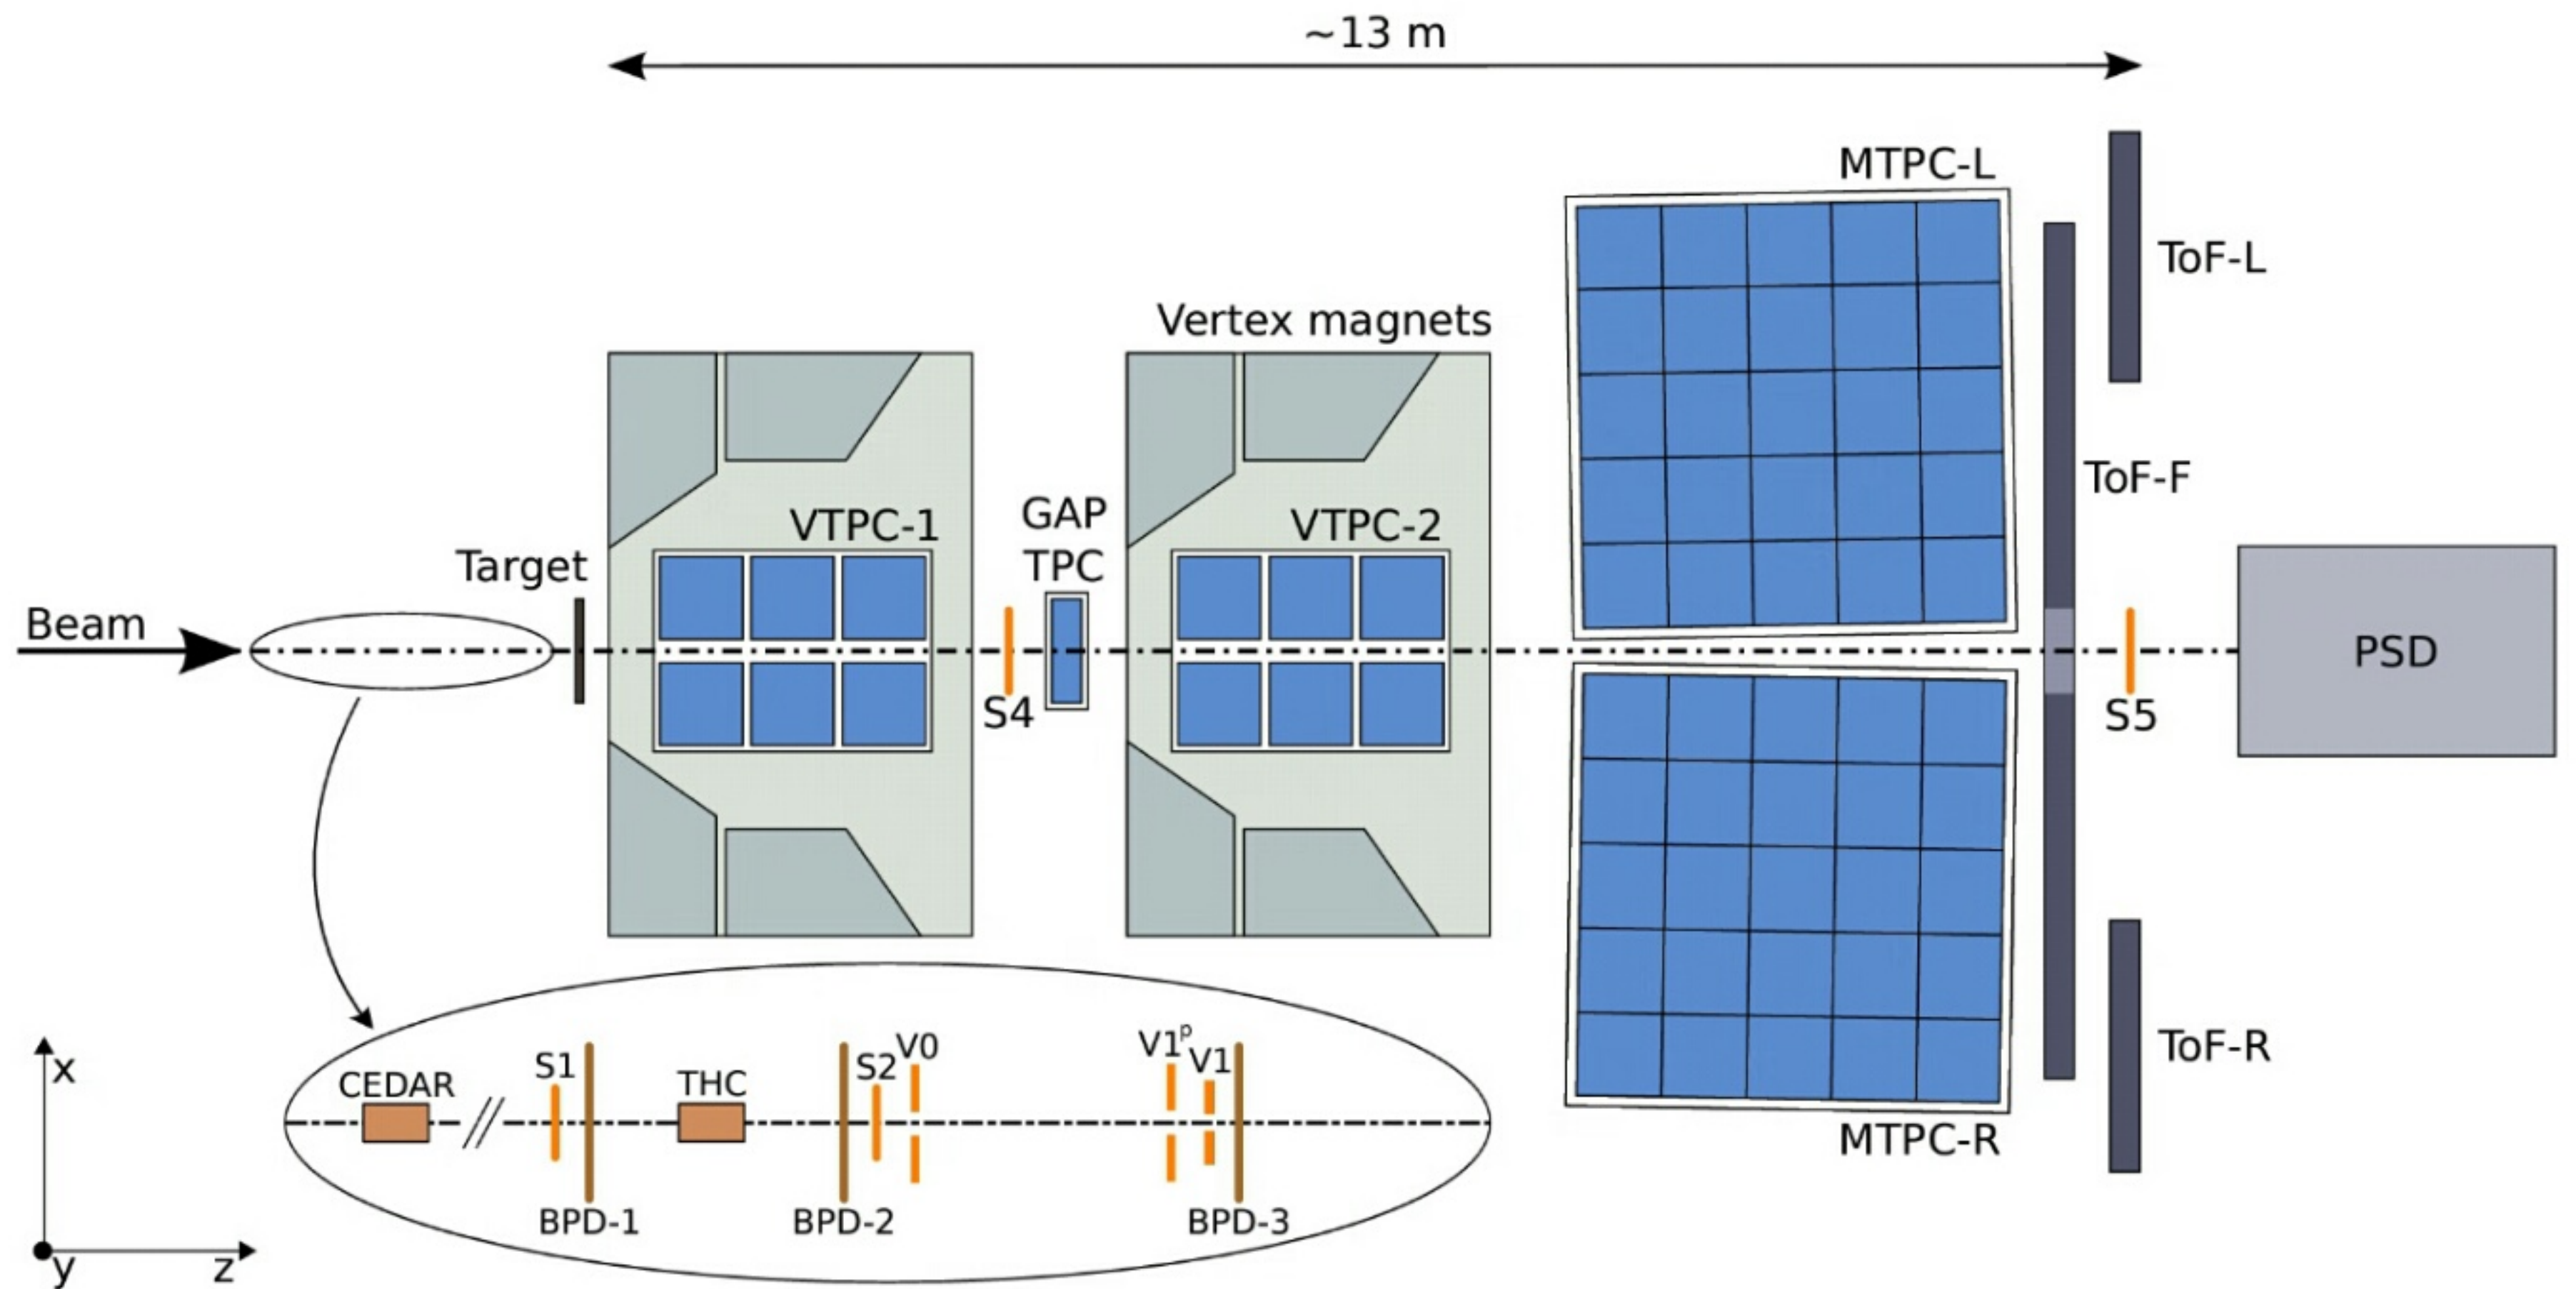 ~13 m
MTPC-L
ToF-L
Vertex magnets
ToF-F
VTPC-1
GAP
TPC
VTPC-2
Target
Beam
S4
PSD
S5
CEDAR
S1
THC
S2
V0
V1ᵖ
V1
BPD-1
BPD-2
BPD-3
MTPC-R
ToF-R
x
y
z